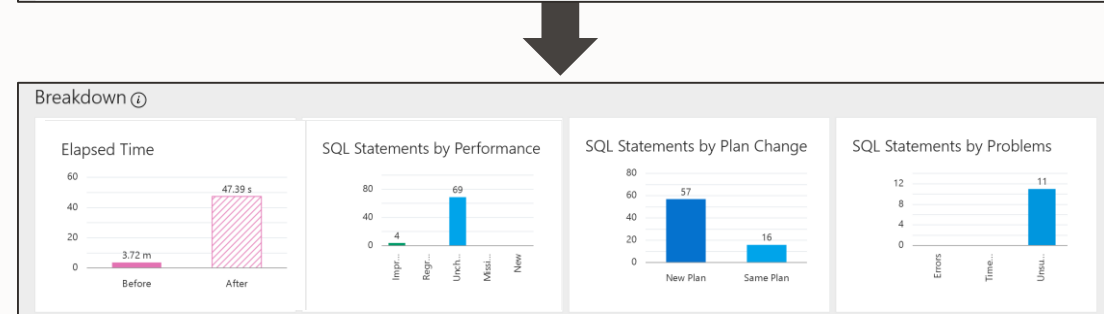 Breakdown
Elapsed Time
60
40
20
0
3.72 m
47.39 s
Before
After
SQL Statements by Performance
80
40
0
4
69
Impr...
Regr...
Unch...
Missi...
New
SQL Statements by Plan Change
80
60
40
20
0
57
16
New Plan
Same Plan
SQL Statements by Problems
12
8
4
0
11
Errors
Time...
Unsu...